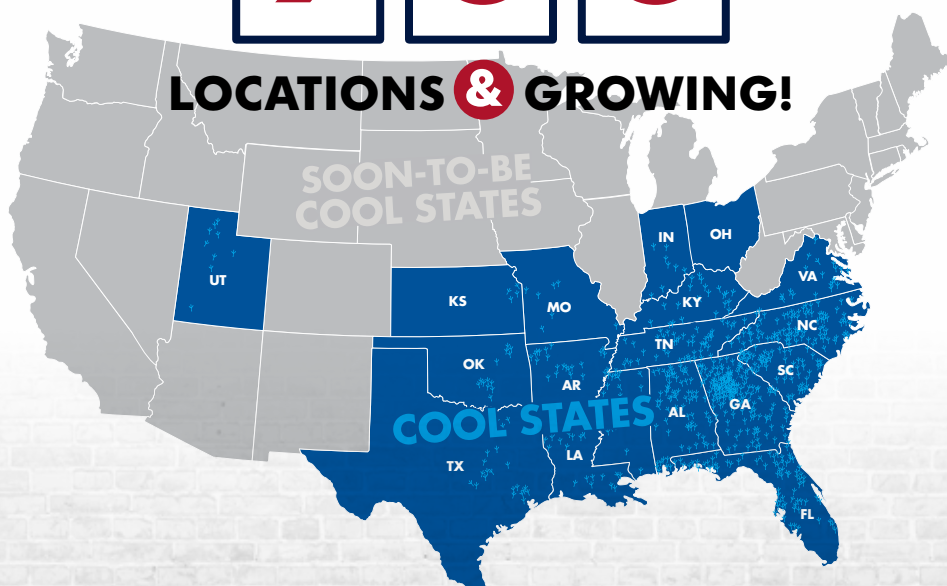 LOCATIONS & GROWING!
SOON-TO-BE
COOL STATES
UT
IN
OH
KS
MO
KY
VA
TN
NC
OK
AR
SC
COOL STATES
AL
GA
TX
LA
FL